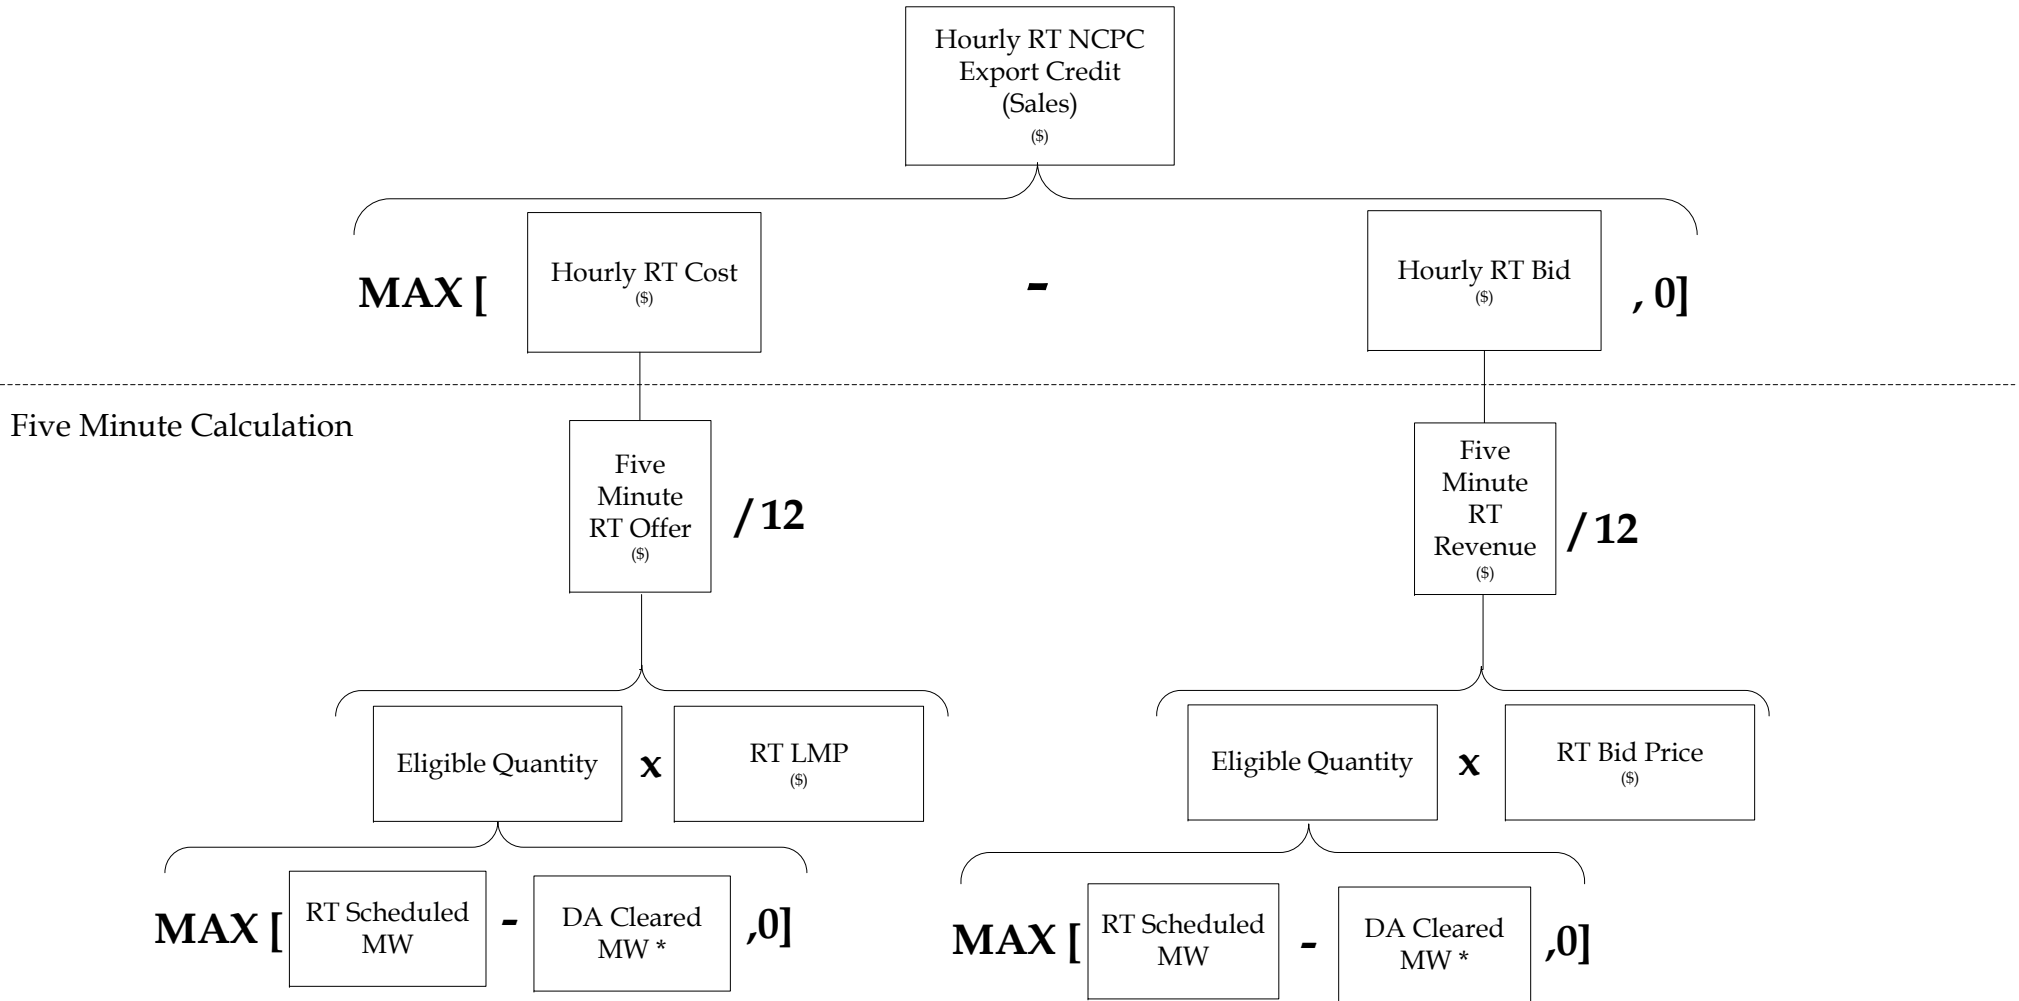 Hourly RT NCPC
Export Credit
(Sales)
($)
MAX [
Hourly RT Cost
($)
-
Hourly RT Bid
($)
, 0]
Five Minute Calculation
Five
Minute
RT Offer
($)
/ 12
Five
Minute
RT
Revenue
($)
/ 12
Eligible Quantity
x
RT LMP
($)
Eligible Quantity
x
RT Bid Price
($)
MAX [
RT Scheduled
MW
-
DA Cleared
MW *
,0]
MAX [
RT Scheduled
MW
-
DA Cleared
MW *
,0]